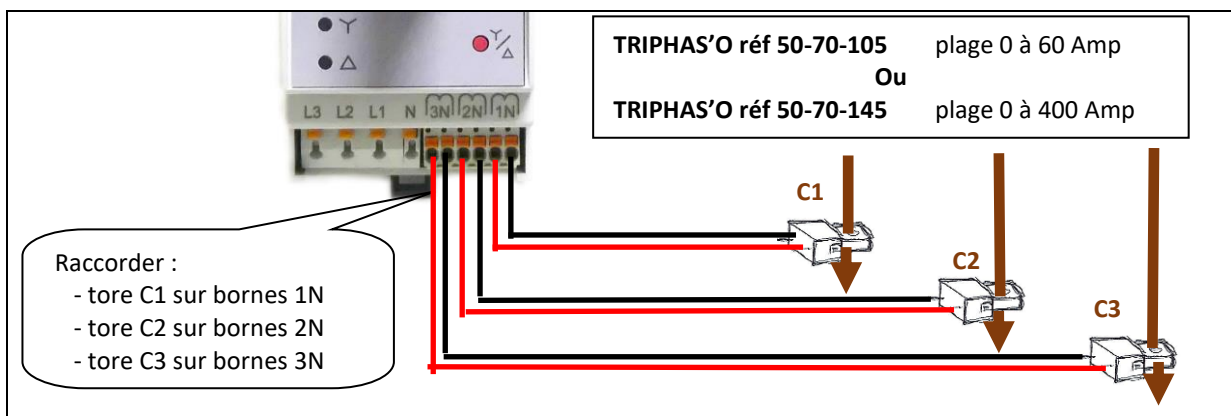 TRIPHAS'O réf 50-70-105 plage 0 à 60 Amp
Ou
TRIPHAS'O réf 50-70-145 plage 0 à 400 Amp
L3 L2 L1 N 3N 2N 1N
C1
C2
C3
Raccorder :
- tore C1 sur bornes 1N
- tore C2 sur bornes 2N
- tore C3 sur bornes 3N